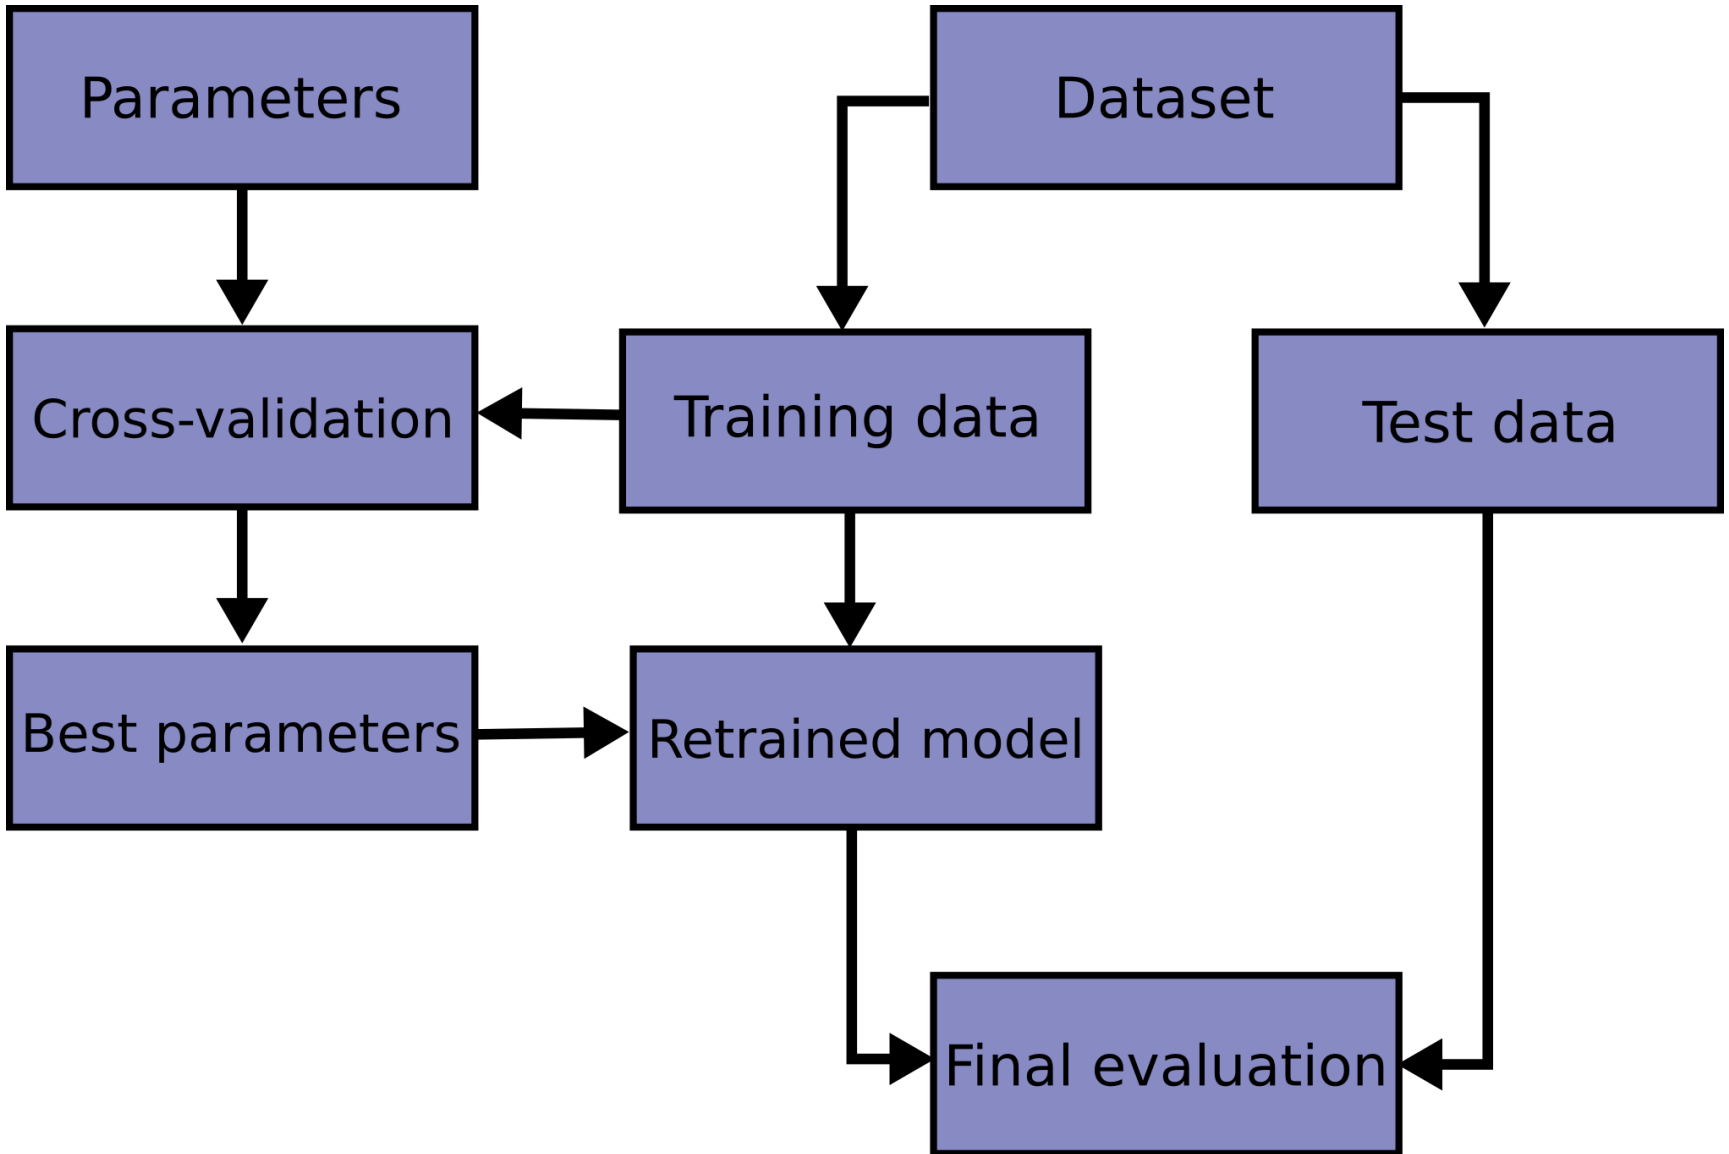 Parameters
Dataset
Cross-validation
Training data
Test data
Best parameters
Retrained model
Final evaluation